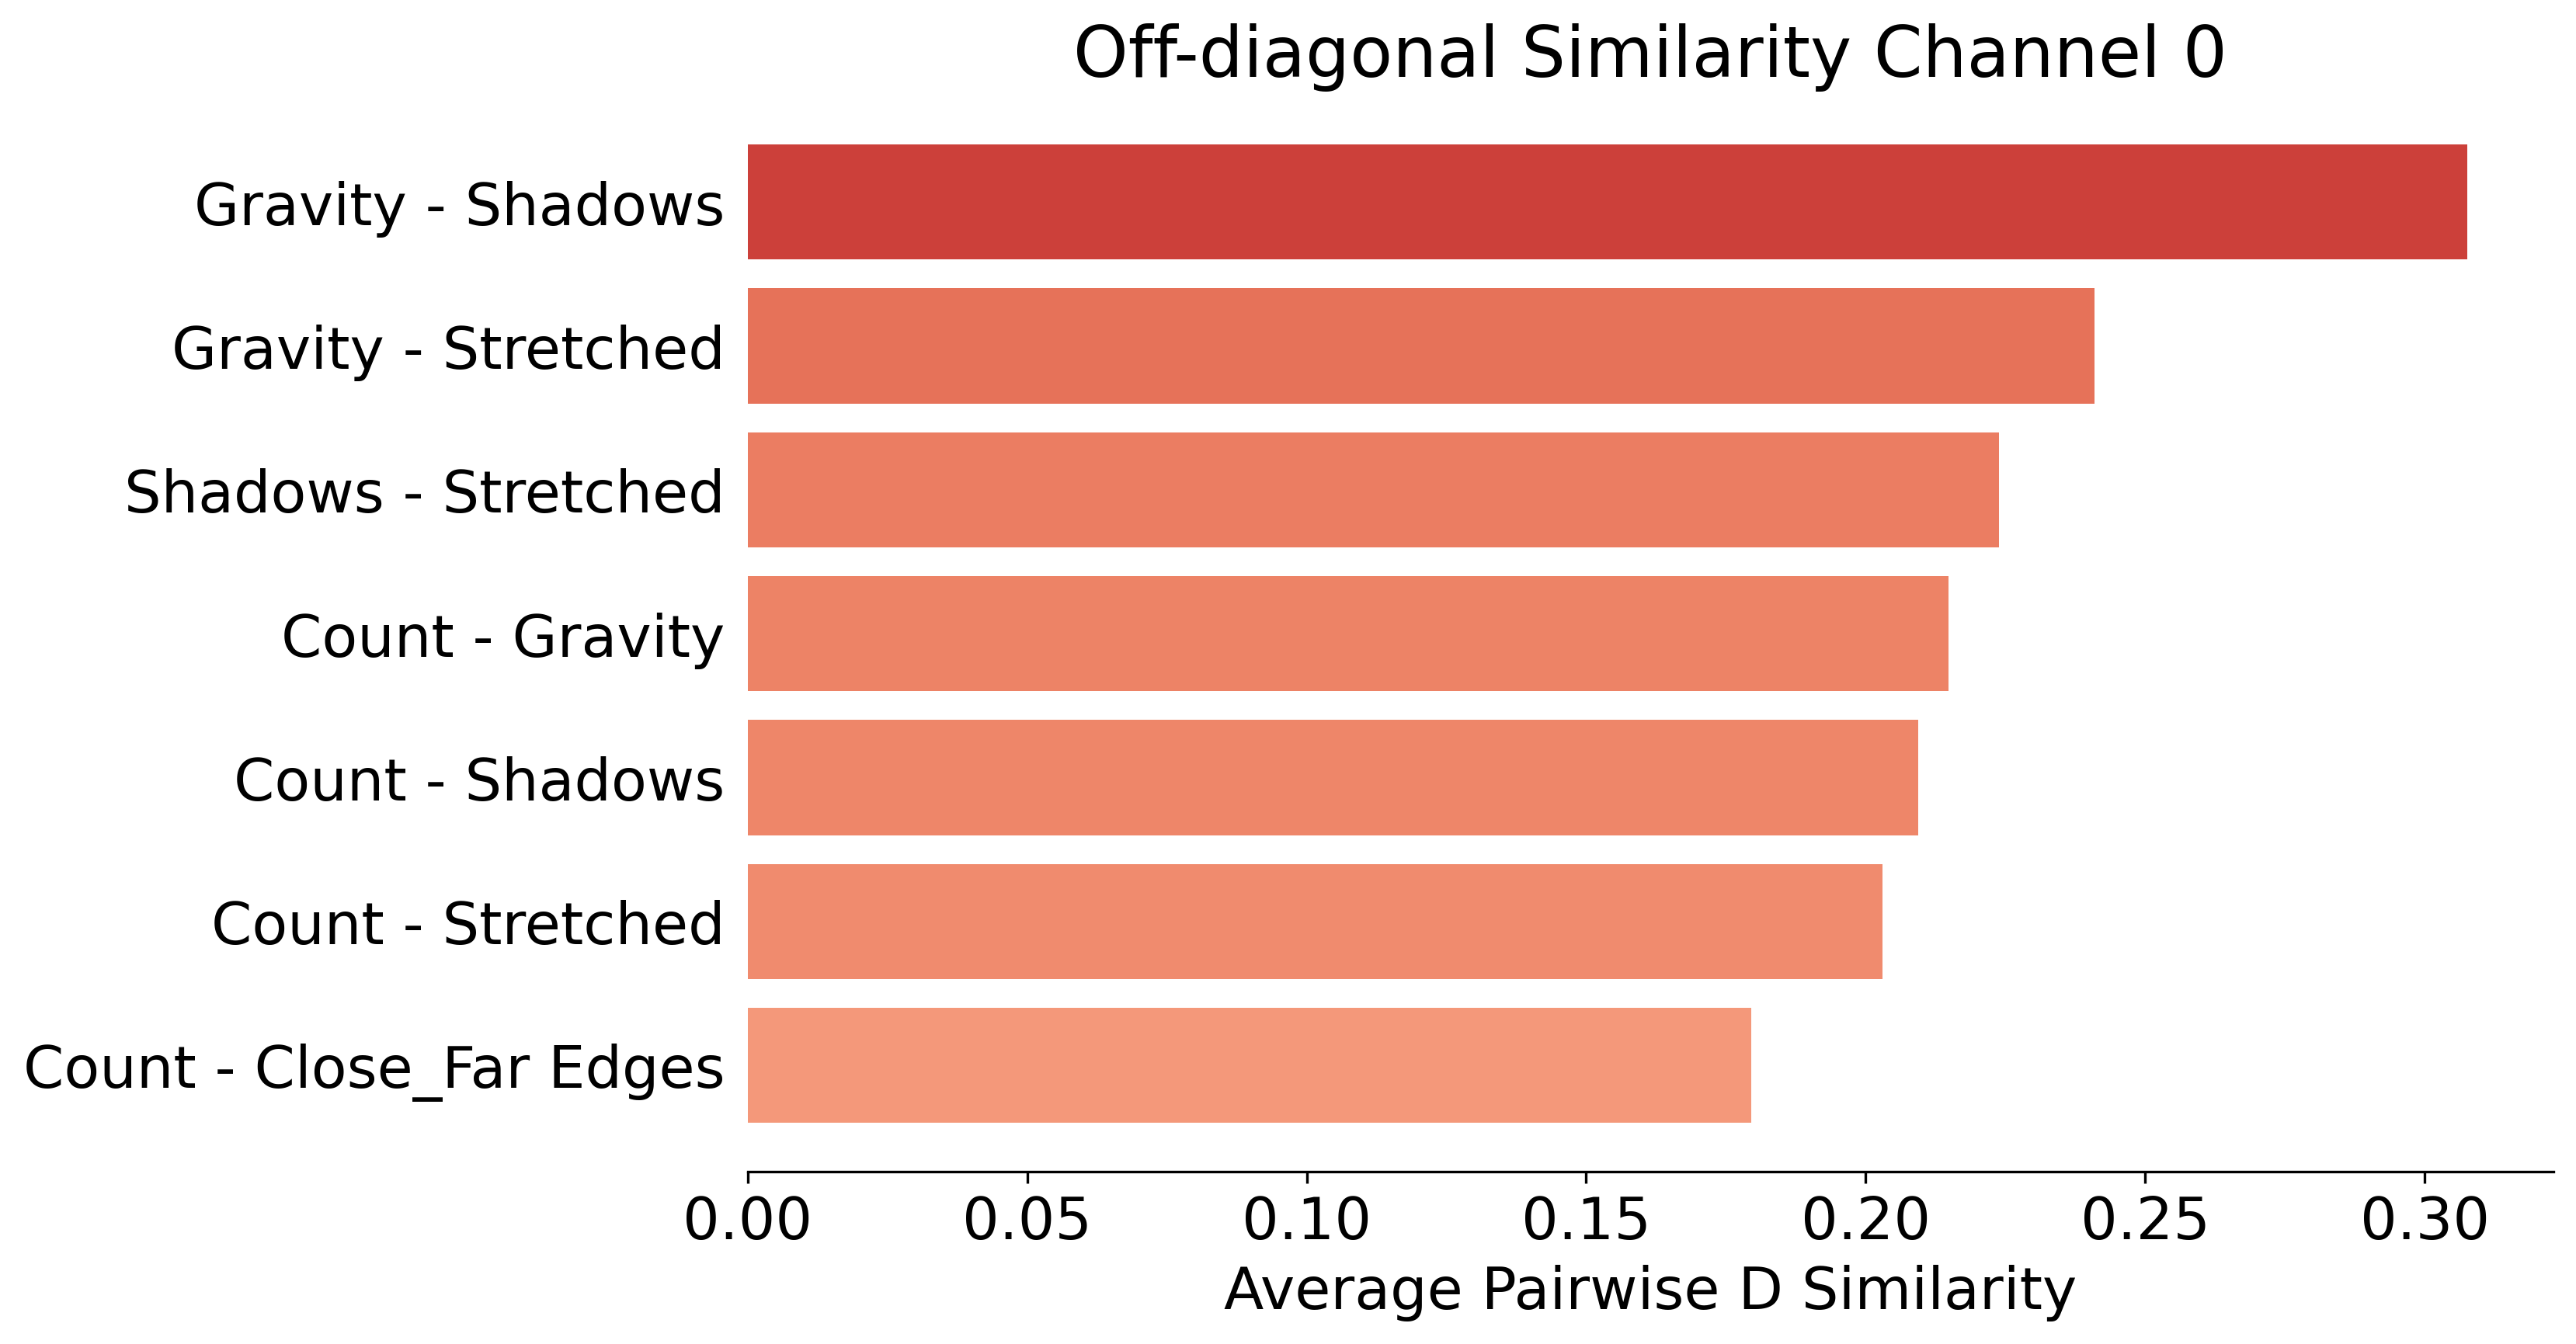 Off-diagonal Similarity Channel 0
Gravity - Shadows
Gravity - Stretched
Shadows - Stretched
Count - Gravity
Count - Shadows
Count - Stretched
Count - Close_Far Edges
0.00 0.05 0.10 0.15 0.20 0.25 0.30
Average Pairwise D Similarity